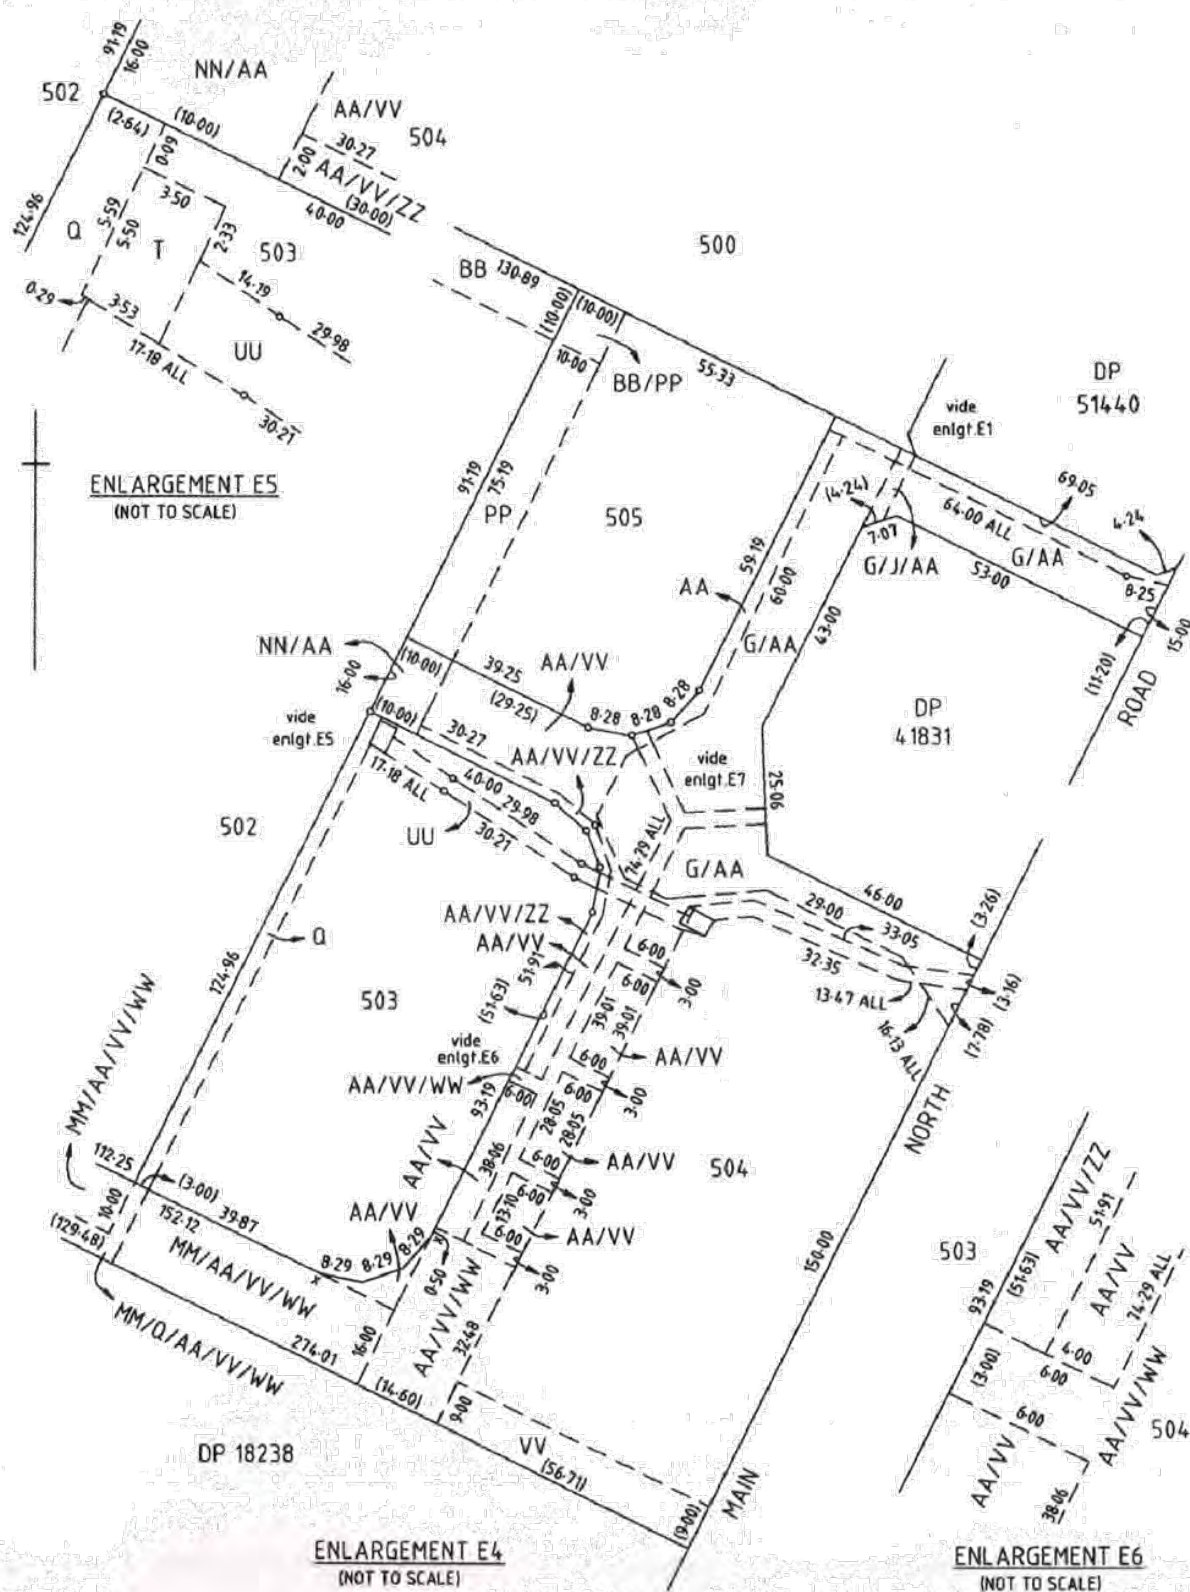 91·19
16·00
NN/AA
502
(2·64)
(10·00)
AA/VV
504
30·27
2·00
AA/VV/ZZ
(30·00)
40·00
0·09
3·50
124·96
5·59
5·50
Q
T
2·33
503
14·79
29·98
0·29
3·53
UU
17·18 ALL
30·21
ENLARGEMENT E5
(NOT TO SCALE)
500
BB
130·89
(10·00)
(10·00)
10·00
BB/PP
55·33
DP
51440
vide
enlgt.E1
69·05
64·00 ALL
4·24
(4·24)
7·07
G/J/AA
G/AA
53·00
8·25
15·00
(11·20)
ROAD
91·19
75·19
PP
505
59·19
60·00
AA
G/AA
43·00
NN/AA
(10·00)
39·25
AA/VV
16·00
(29·25)
8·28
8·28
8·28
DP
41831
vide
enlgt.E5
(10·00)
30·27
AA/VV/ZZ
vide
enlgt.E7
25·06
17·18 ALL
40·00
29·98
UU
30·21
502
74·29 ALL
G/AA
46·00
29·00
(3·26)
33·05
32·35
13·47 ALL
(3·16)
(7·78)
16·13 ALL
AA/VV/ZZ
AA/VV
Q
124·96
6·00
6·00
3·00
51·91
(51·63)
503
39·01
39·01
vide
enlgt.E6
6·00
AA/VV
MM/AA/VV/WW
AA/VV/WW
(6·00)
6·00
3·00
93·19
28·05
28·05
NORTH
AA/VV
38·06
6·00
AA/VV
504
112·25
(3·00)
10·00
152·12
39·87
AA/VV
6·00
13·10
3·00
(129·48)
6·00
AA/VV
MM/AA/VV/WW
8·29
8·29
8·29
x
x
0·50
3·00
150·00
MM/Q/AA/VV/WW
AA/VV/WW
274·01
16·00
32·48
(14·60)
9·00
DP 18238
VV
(56·71)
MAIN
(9·00)
ENLARGEMENT E4
(NOT TO SCALE)
AA/VV/ZZ
503
51·91
(51·63)
AA/VV
93·19
74·29 ALL
4·00
(3·00)
6·00
AA/VV/WW
6·00
504
AA/VV
38·06
ENLARGEMENT E6
(NOT TO SCALE)